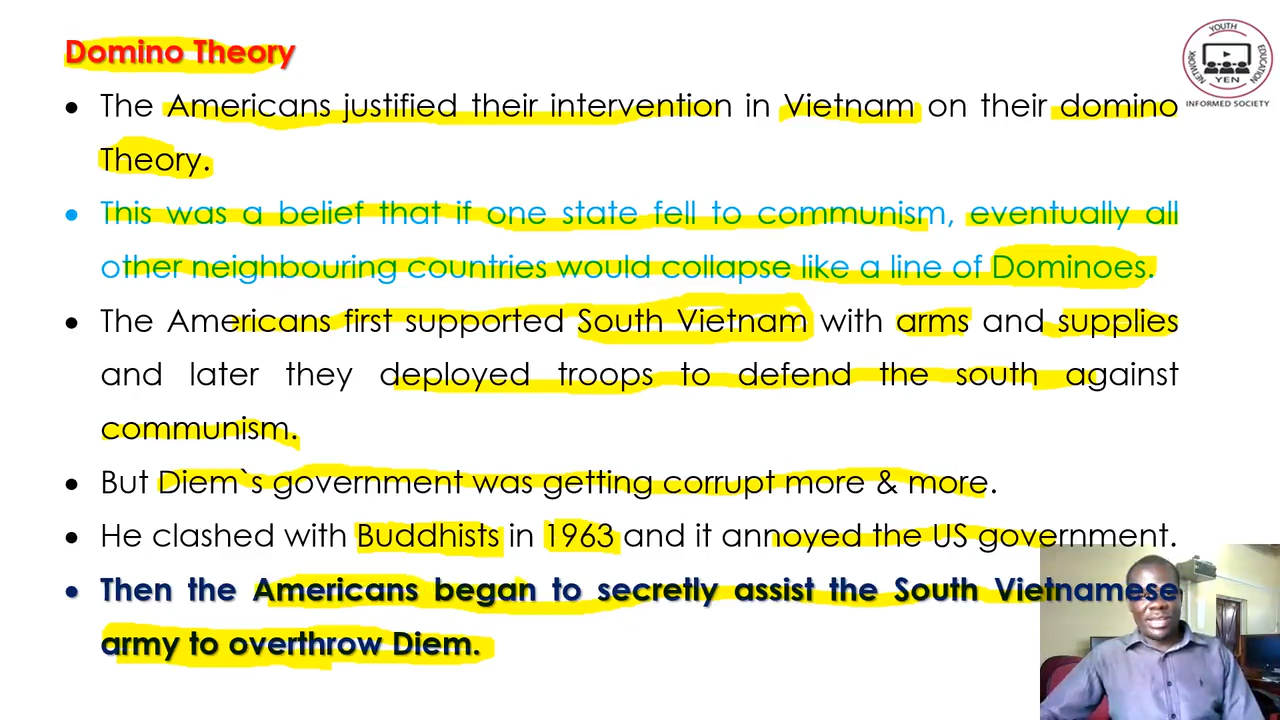 Domino Theory
• The Americans justified their intervention in Vietnam on their domino
Theory.
• This was a belief that if one state fell to communism, eventually all
other neighbouring countries would collapse like a line of Dominoes.
• The Americans first supported South Vietnam with arms and supplies
and later they deployed troops to defend the south against
communism.
• But Diem`s government was getting corrupt more & more.
• He clashed with Buddhists in 1963 and it annoyed the US government.
• Then the Americans began to secretly assist the South Vietnamese
army to overthrow Diem.
YOUTH
EDUCATION
NETWORK
YEN
INFORMED SOCIETY